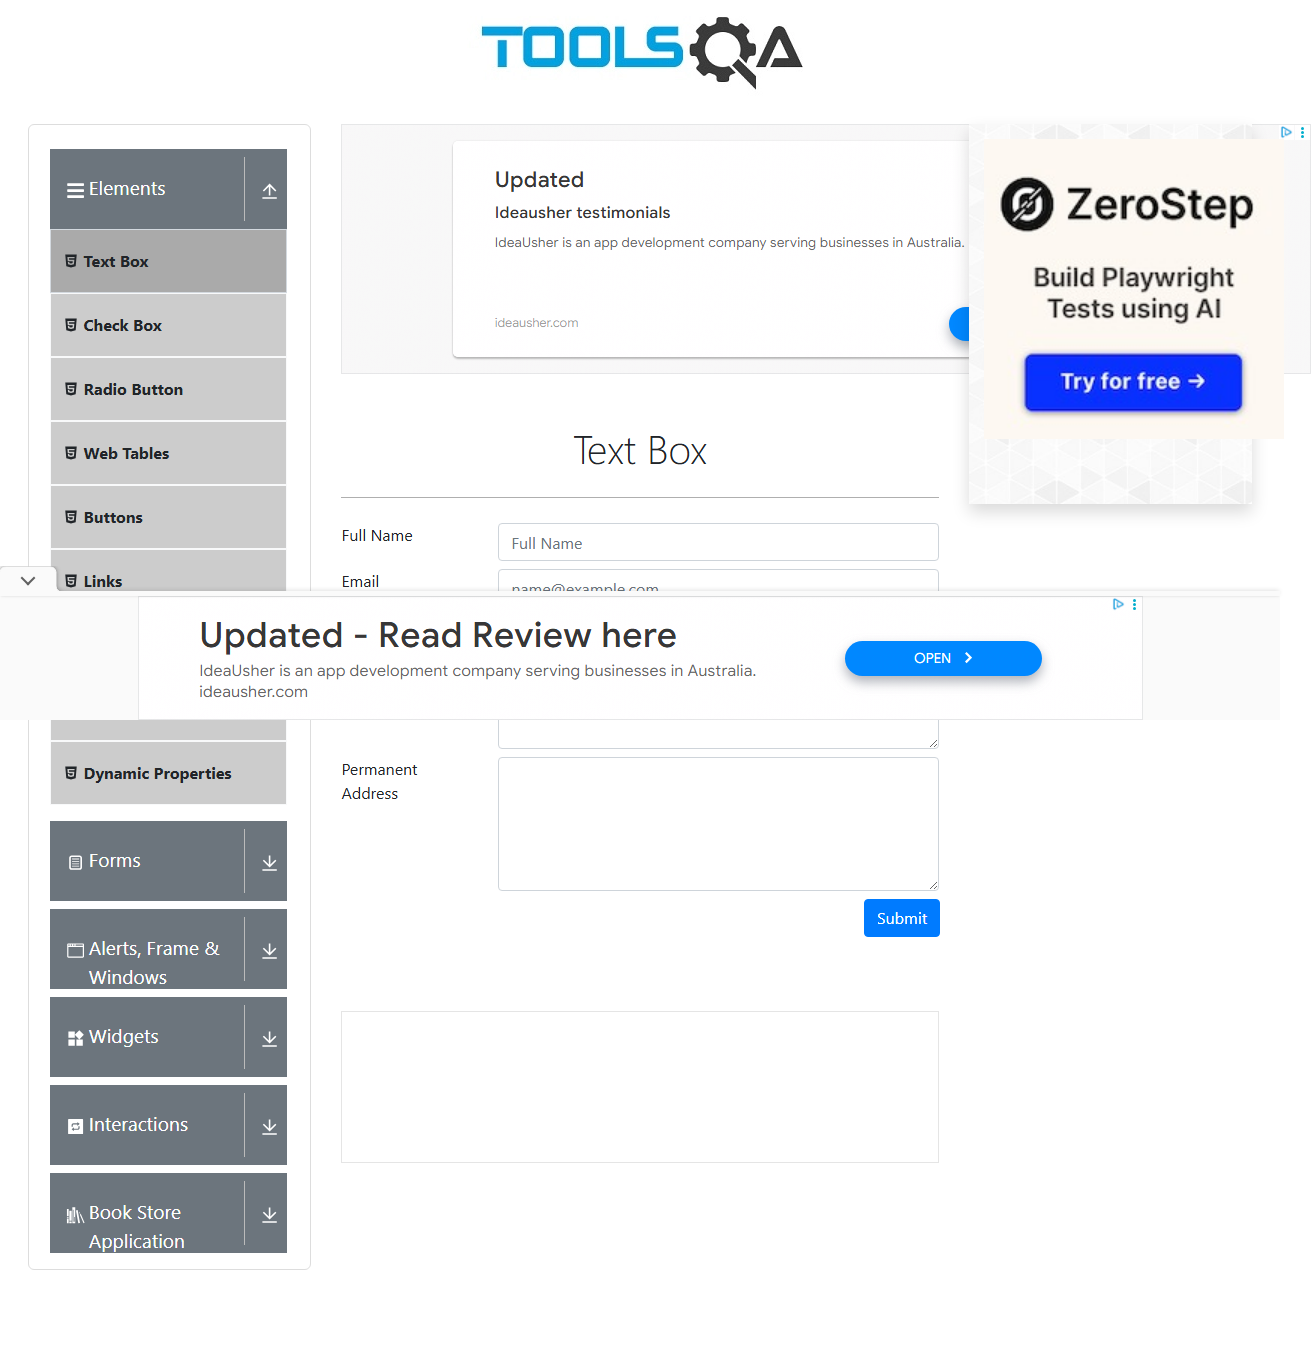 TOOLSQA
Elements
Text Box
Check Box
Radio Button
Web Tables
Buttons
Links
Dynamic Properties
Forms
Alerts, Frame &
Windows
Widgets
Interactions
Book Store
Application
Updated
Ideausher testimonials
IdeaUsher is an app development company serving businesses in Australia.
ideausher.com
ZeroStep
Build Playwright
Tests using AI
Try for free →
Text Box
Full Name
Full Name
Email
name@example.com
Updated - Read Review here
IdeaUsher is an app development company serving businesses in Australia.
ideausher.com
OPEN
Permanent
Address
Submit